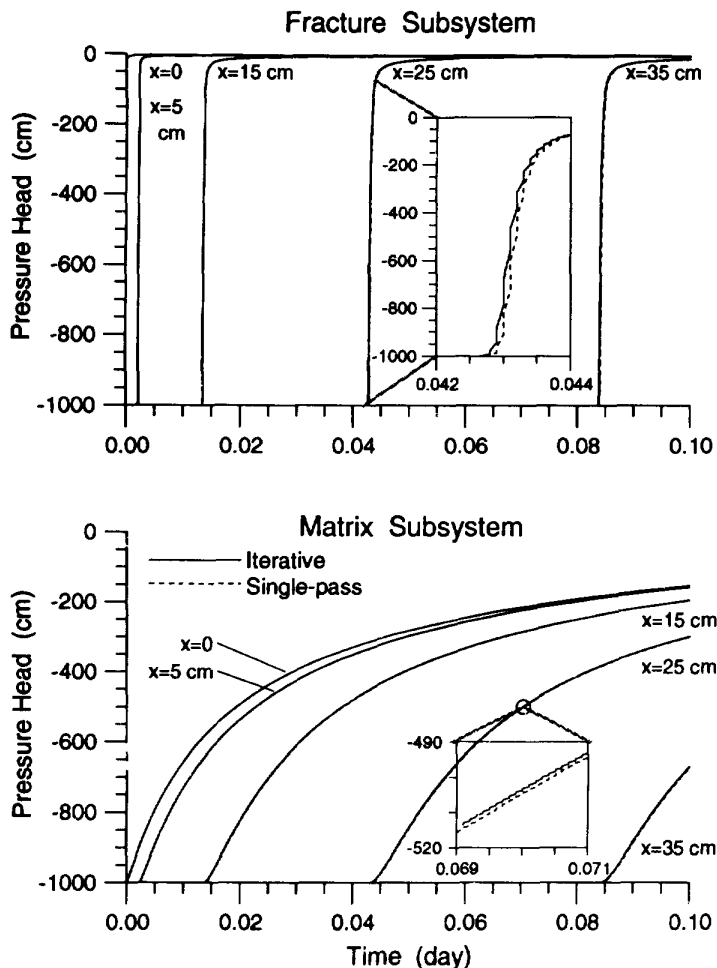 Fracture Subsystem
Pressure Head (cm)
0
-200
-400
-600
-800
-1000
x=0
x=5
cm
x=15 cm
x=25 cm
x=35 cm
0
-200
-400
-600
-800
-1000
0.042
0.044
0.00
0.02
0.04
0.06
0.08
0.10
Matrix Subsystem
Pressure Head (cm)
0
-200
-400
-600
-800
-1000
Iterative
Single-pass
x=0
x=5 cm
x=15 cm
x=25 cm
x=35 cm
-490
-520
0.069
0.071
0.00
0.02
0.04
0.06
0.08
0.10
Time (day)